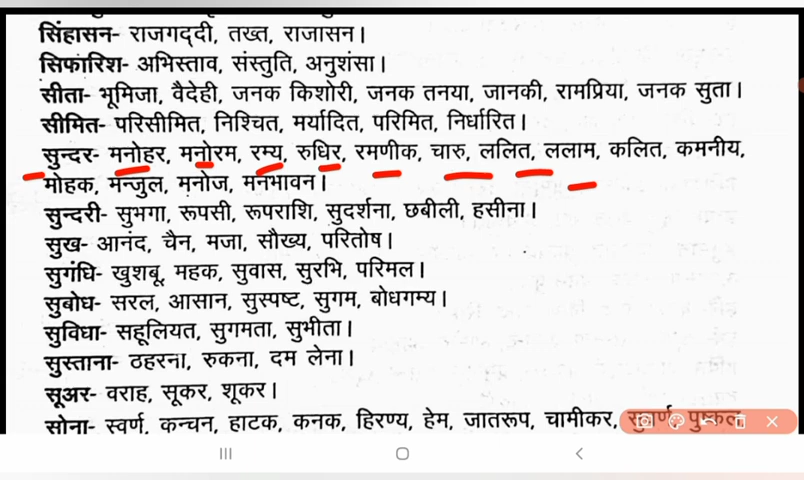 सिंहासन- राजगद्दी, तख्त, राजासन।
सिफारिश- अभिस्ताव, संस्तुति, अनुशंसा।
सीता- भूमिजा, वैदेही, जनक किशोरी, जनक तनया, जानकी, रामप्रिया, जनक सुता।
सीमित- परिसीमित, निश्चित, मर्यादित, परिमित, निर्धारित।
सुन्दर- मनोहर, मनोरम, रम्य, रुधिर, रमणीक, चारु, ललित, ललाम, कलित, कमनीय,
मोहक, मन्जुल, मनोज, मनभावन।
सुन्दरी- सुभगा, रूपसी, रूपराशि, सुदर्शना, छबीली, हसीना।
सुख- आनंद, चैन, मजा, सौख्य, परितोष।
सुगंधि- खुशबू, महक, सुवास, सुरभि, परिमल।
सुबोध- सरल, आसान, सुस्पष्ट, सुगम, बोधगम्य।
सुविधा- सहूलियत, सुगमता, सुभीता।
सुस्ताना- ठहरना, रुकना, दम लेना।
सूअर- वराह, सूकर, शूकर।
सोना- स्वर्ण, कन्चन, हाटक, कनक, हिरण्य, हेम, जातरूप, चामीकर, सुवर्ण, पुष्कल,